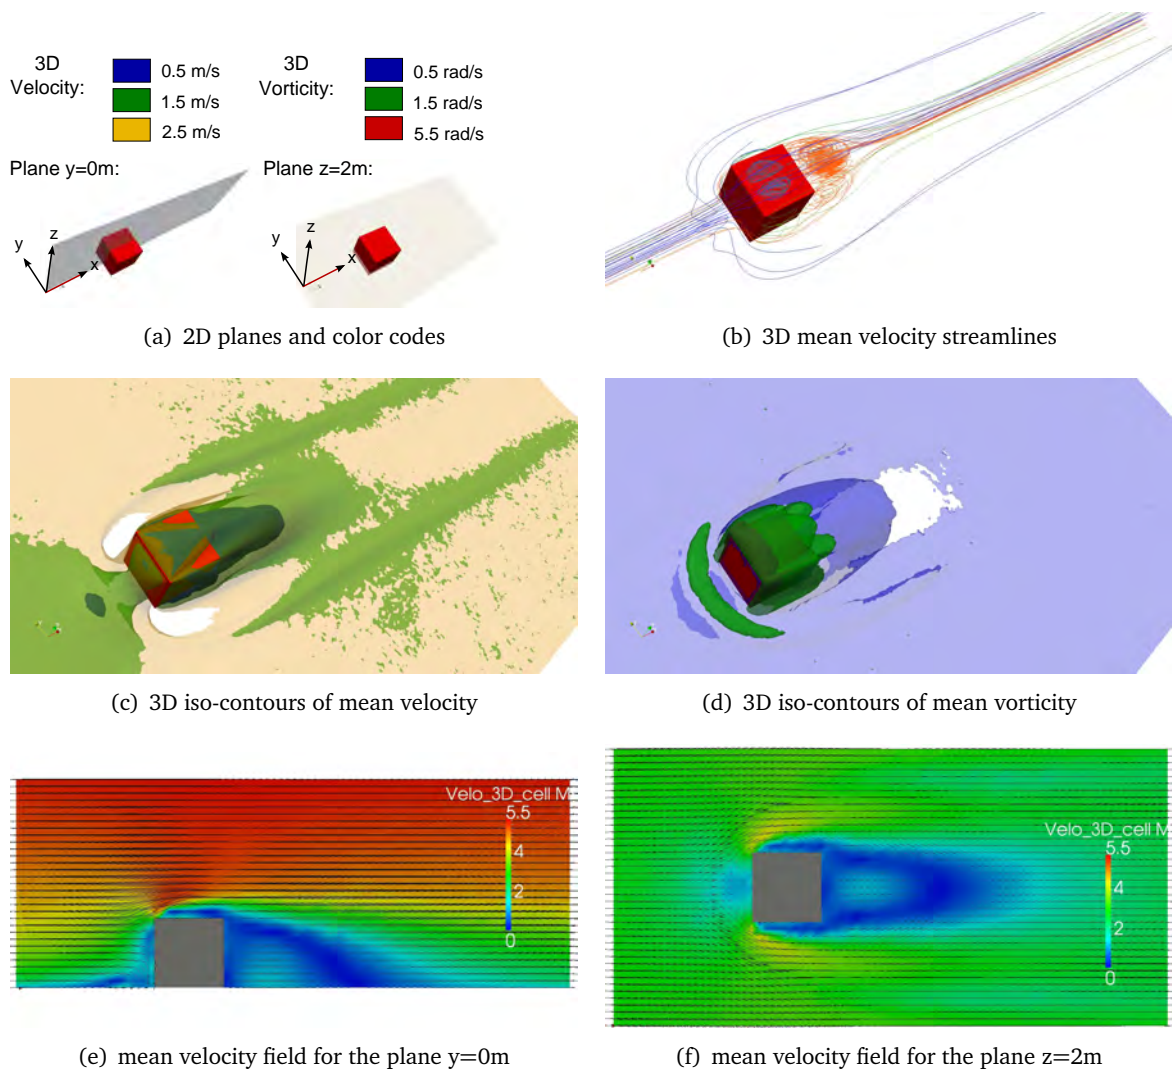 3D
Velocity:
0.5 m/s
1.5 m/s
2.5 m/s
3D
Vorticity:
0.5 rad/s
1.5 rad/s
5.5 rad/s
Plane y=0m:
y
z
x
Plane z=2m:
y
z
x
(a) 2D planes and color codes
(b) 3D mean velocity streamlines
(c) 3D iso-contours of mean velocity
(d) 3D iso-contours of mean vorticity
Velo_3D_cell M
5.5
4
2
0
Velo_3D_cell M
5.5
4
2
0
(e) mean velocity field for the plane y=0m
(f) mean velocity field for the plane z=2m